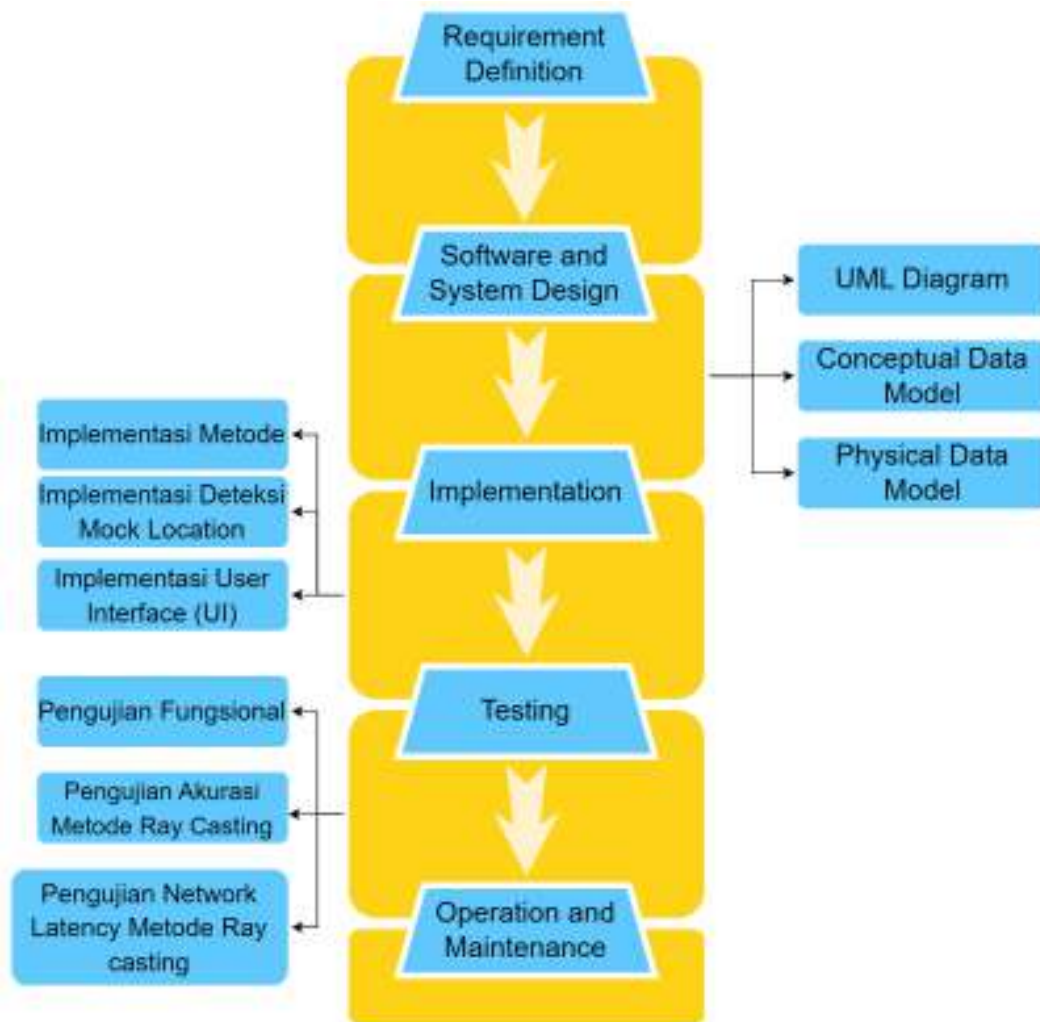 Requirement
Definition
Software and
System Design
UML Diagram
Conceptual Data
Model
Physical Data
Model
Implementation
Implementasi Metode
Implementasi Deteksi
Mock Location
Implementasi User
Interface (UI)
Testing
Pengujian Fungsional
Pengujian Akurasi
Metode Ray Casting
Pengujian Network
Latency Metode Ray
casting
Operation and
Maintenance